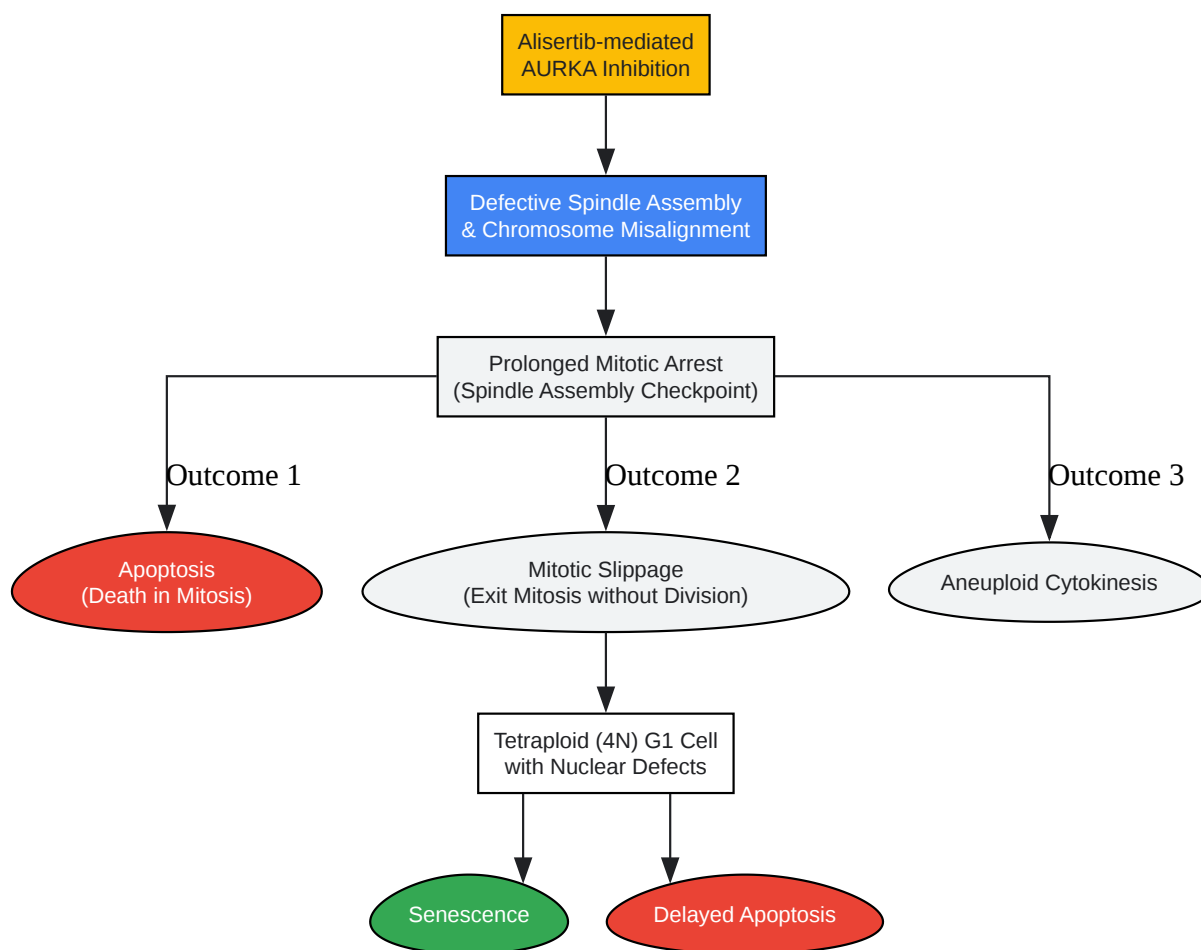 Alisertib-mediated
AURKA Inhibition
Defective Spindle Assembly
& Chromosome Misalignment
Prolonged Mitotic Arrest
(Spindle Assembly Checkpoint)
Outcome 1
Outcome 2
Outcome 3
Apoptosis
(Death in Mitosis)
Mitotic Slippage
(Exit Mitosis without Division)
Aneuploid Cytokinesis
Tetraploid (4N) G1 Cell
with Nuclear Defects
Senescence
Delayed Apoptosis